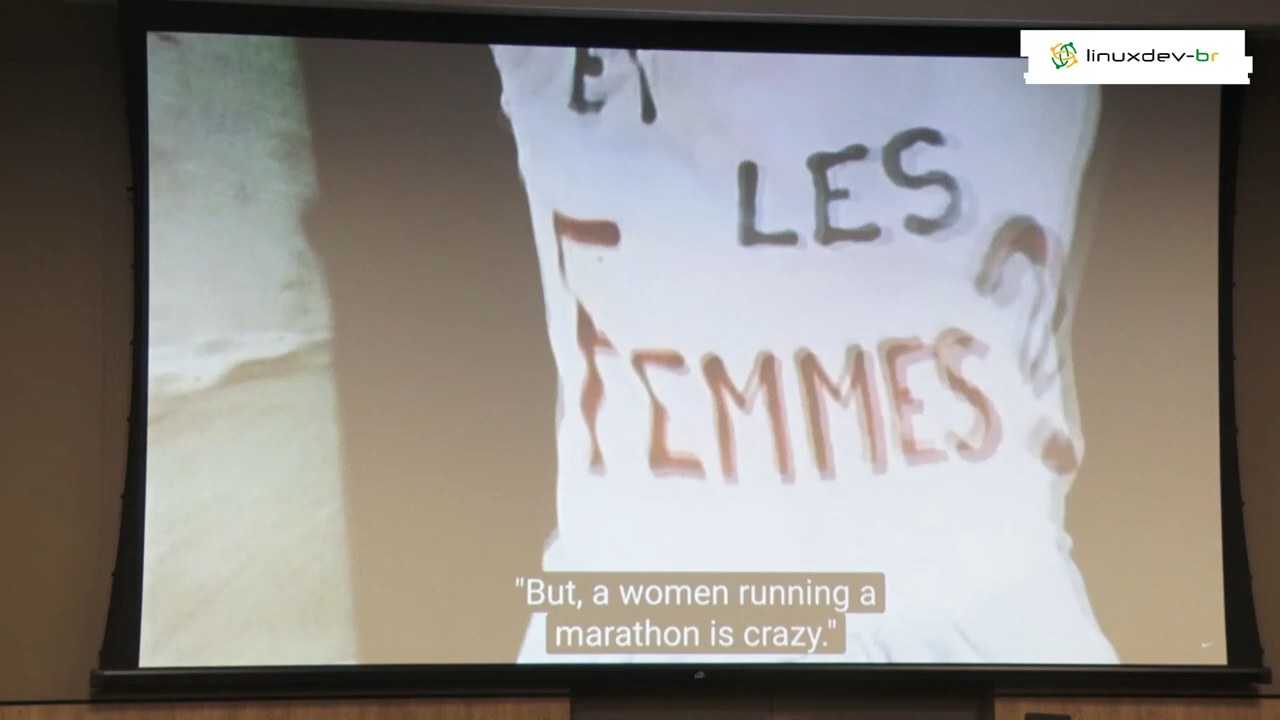 linuxdev-br
ET
LES
FEMMES?
"But, a women running a
marathon is crazy."